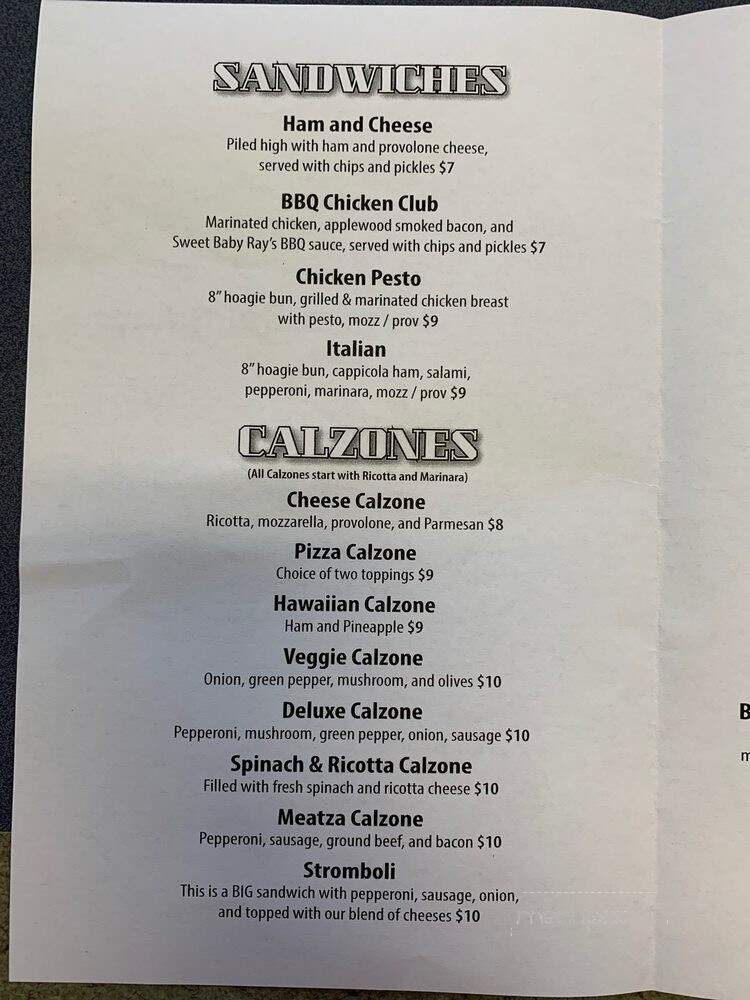 SANDWICHES
Ham and Cheese
Piled high with ham and provolone cheese,
served with chips and pickles $7
BBQ Chicken Club
Marinated chicken, applewood smoked bacon, and
Sweet Baby Ray's BBQ sauce, served with chips and pickles $7
Chicken Pesto
8" hoagie bun, grilled & marinated chicken breast
with pesto, mozz / prov $9
Italian
8" hoagie bun, cappicola ham, salami,
pepperoni, marinara, mozz / prov $9
CALZONES
(All Calzones start with Ricotta and Marinara)
Cheese Calzone
Ricotta, mozzarella, provolone, and Parmesan $8
Pizza Calzone
Choice of two toppings $9
Hawaiian Calzone
Ham and Pineapple $9
Veggie Calzone
Onion, green pepper, mushroom, and olives $10
Deluxe Calzone
Pepperoni, mushroom, green pepper, onion, sausage $10
Spinach & Ricotta Calzone
Filled with fresh spinach and ricotta cheese $10
Meatza Calzone
Pepperoni, sausage, ground beef, and bacon $10
Stromboli
This is a BIG sandwich with pepperoni, sausage, onion,
and topped with our blend of cheeses $10